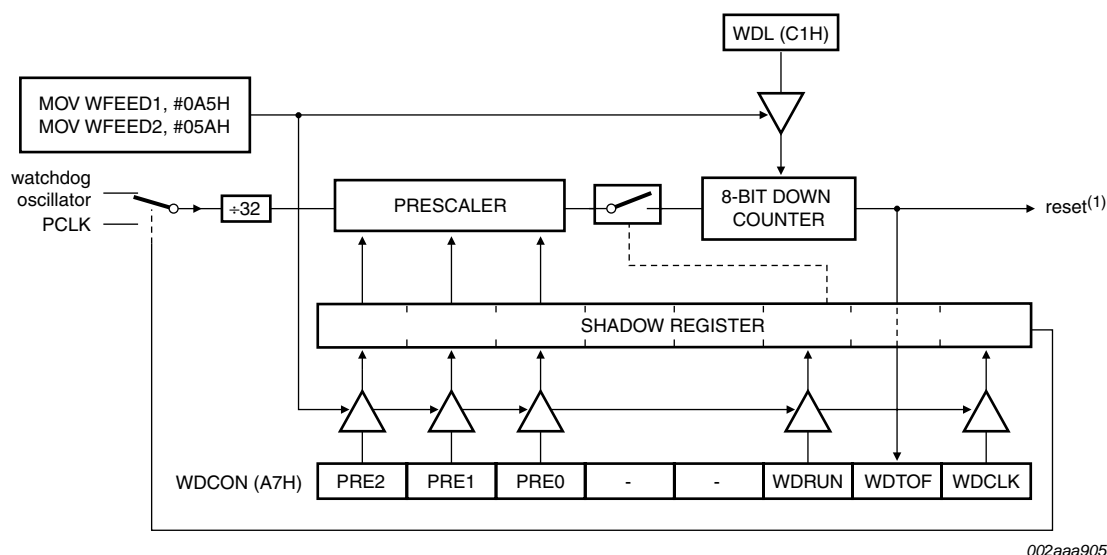 WDL (C1H)
MOV WFEED1, #0A5H
MOV WFEED2, #05AH
watchdog
oscillator
PCLK
÷32
PRESCALER
8-BIT DOWN
COUNTER
reset(1)
SHADOW REGISTER
WDCON (A7H)
PRE2
PRE1
PRE0
-
-
WDRUN
WDTOF
WDCLK
002aaa905